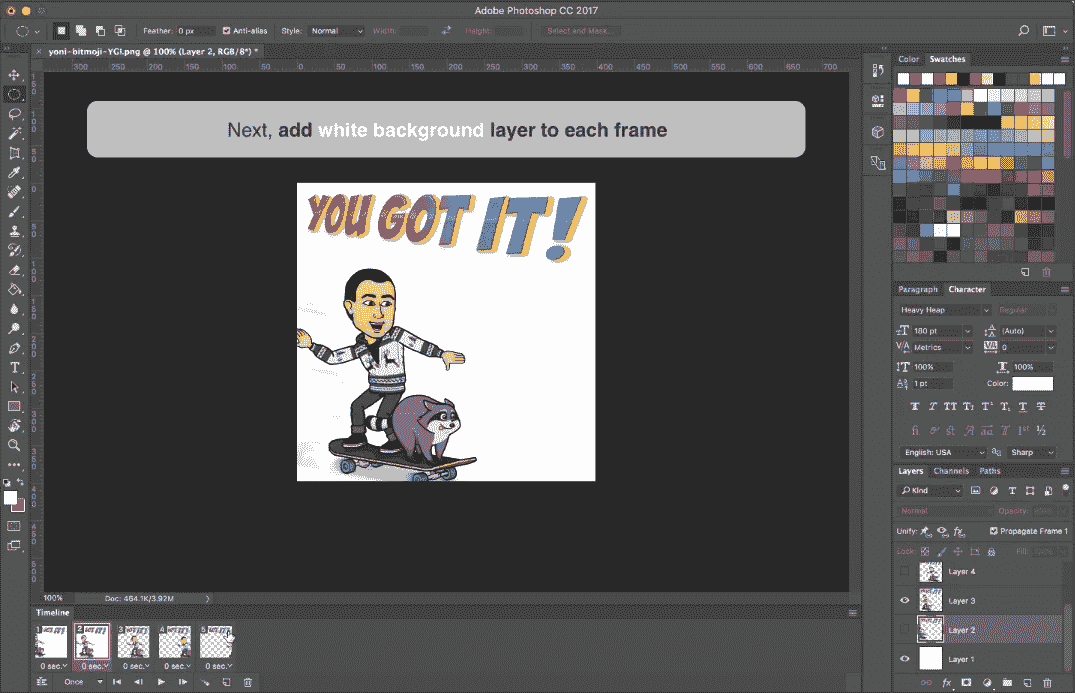 Adobe Photoshop CC 2017
Feather: 0 px Anti-alias Style: Normal Width: Height: Select and Mask...
yoni-bitmoji-YGI.png @ 100% (Layer 2, RGB/8*) *
300 250 200 150 100 50 0 50 100 150 200 250 300 350 400 450 500 550 600 650 700
Color Swatches
Next, add white background layer to each frame
YOU GOT IT!
Paragraph Character
Heavy Heap Regular
180 pt (Auto)
Metrics 0
100% 100%
1 pt Color:
English: USA Sharp
Layers Channels Paths
Kind
Normal Opacity:
Unify: Propagate Frame 1
Lock: Fill:
Layer 4
Layer 3
Layer 2
Layer 1
100% Doc: 464.1K/3.92M
Timeline
1 2 3 4 5
0 sec. 0 sec. 0 sec. 0 sec. 0 sec.
Once